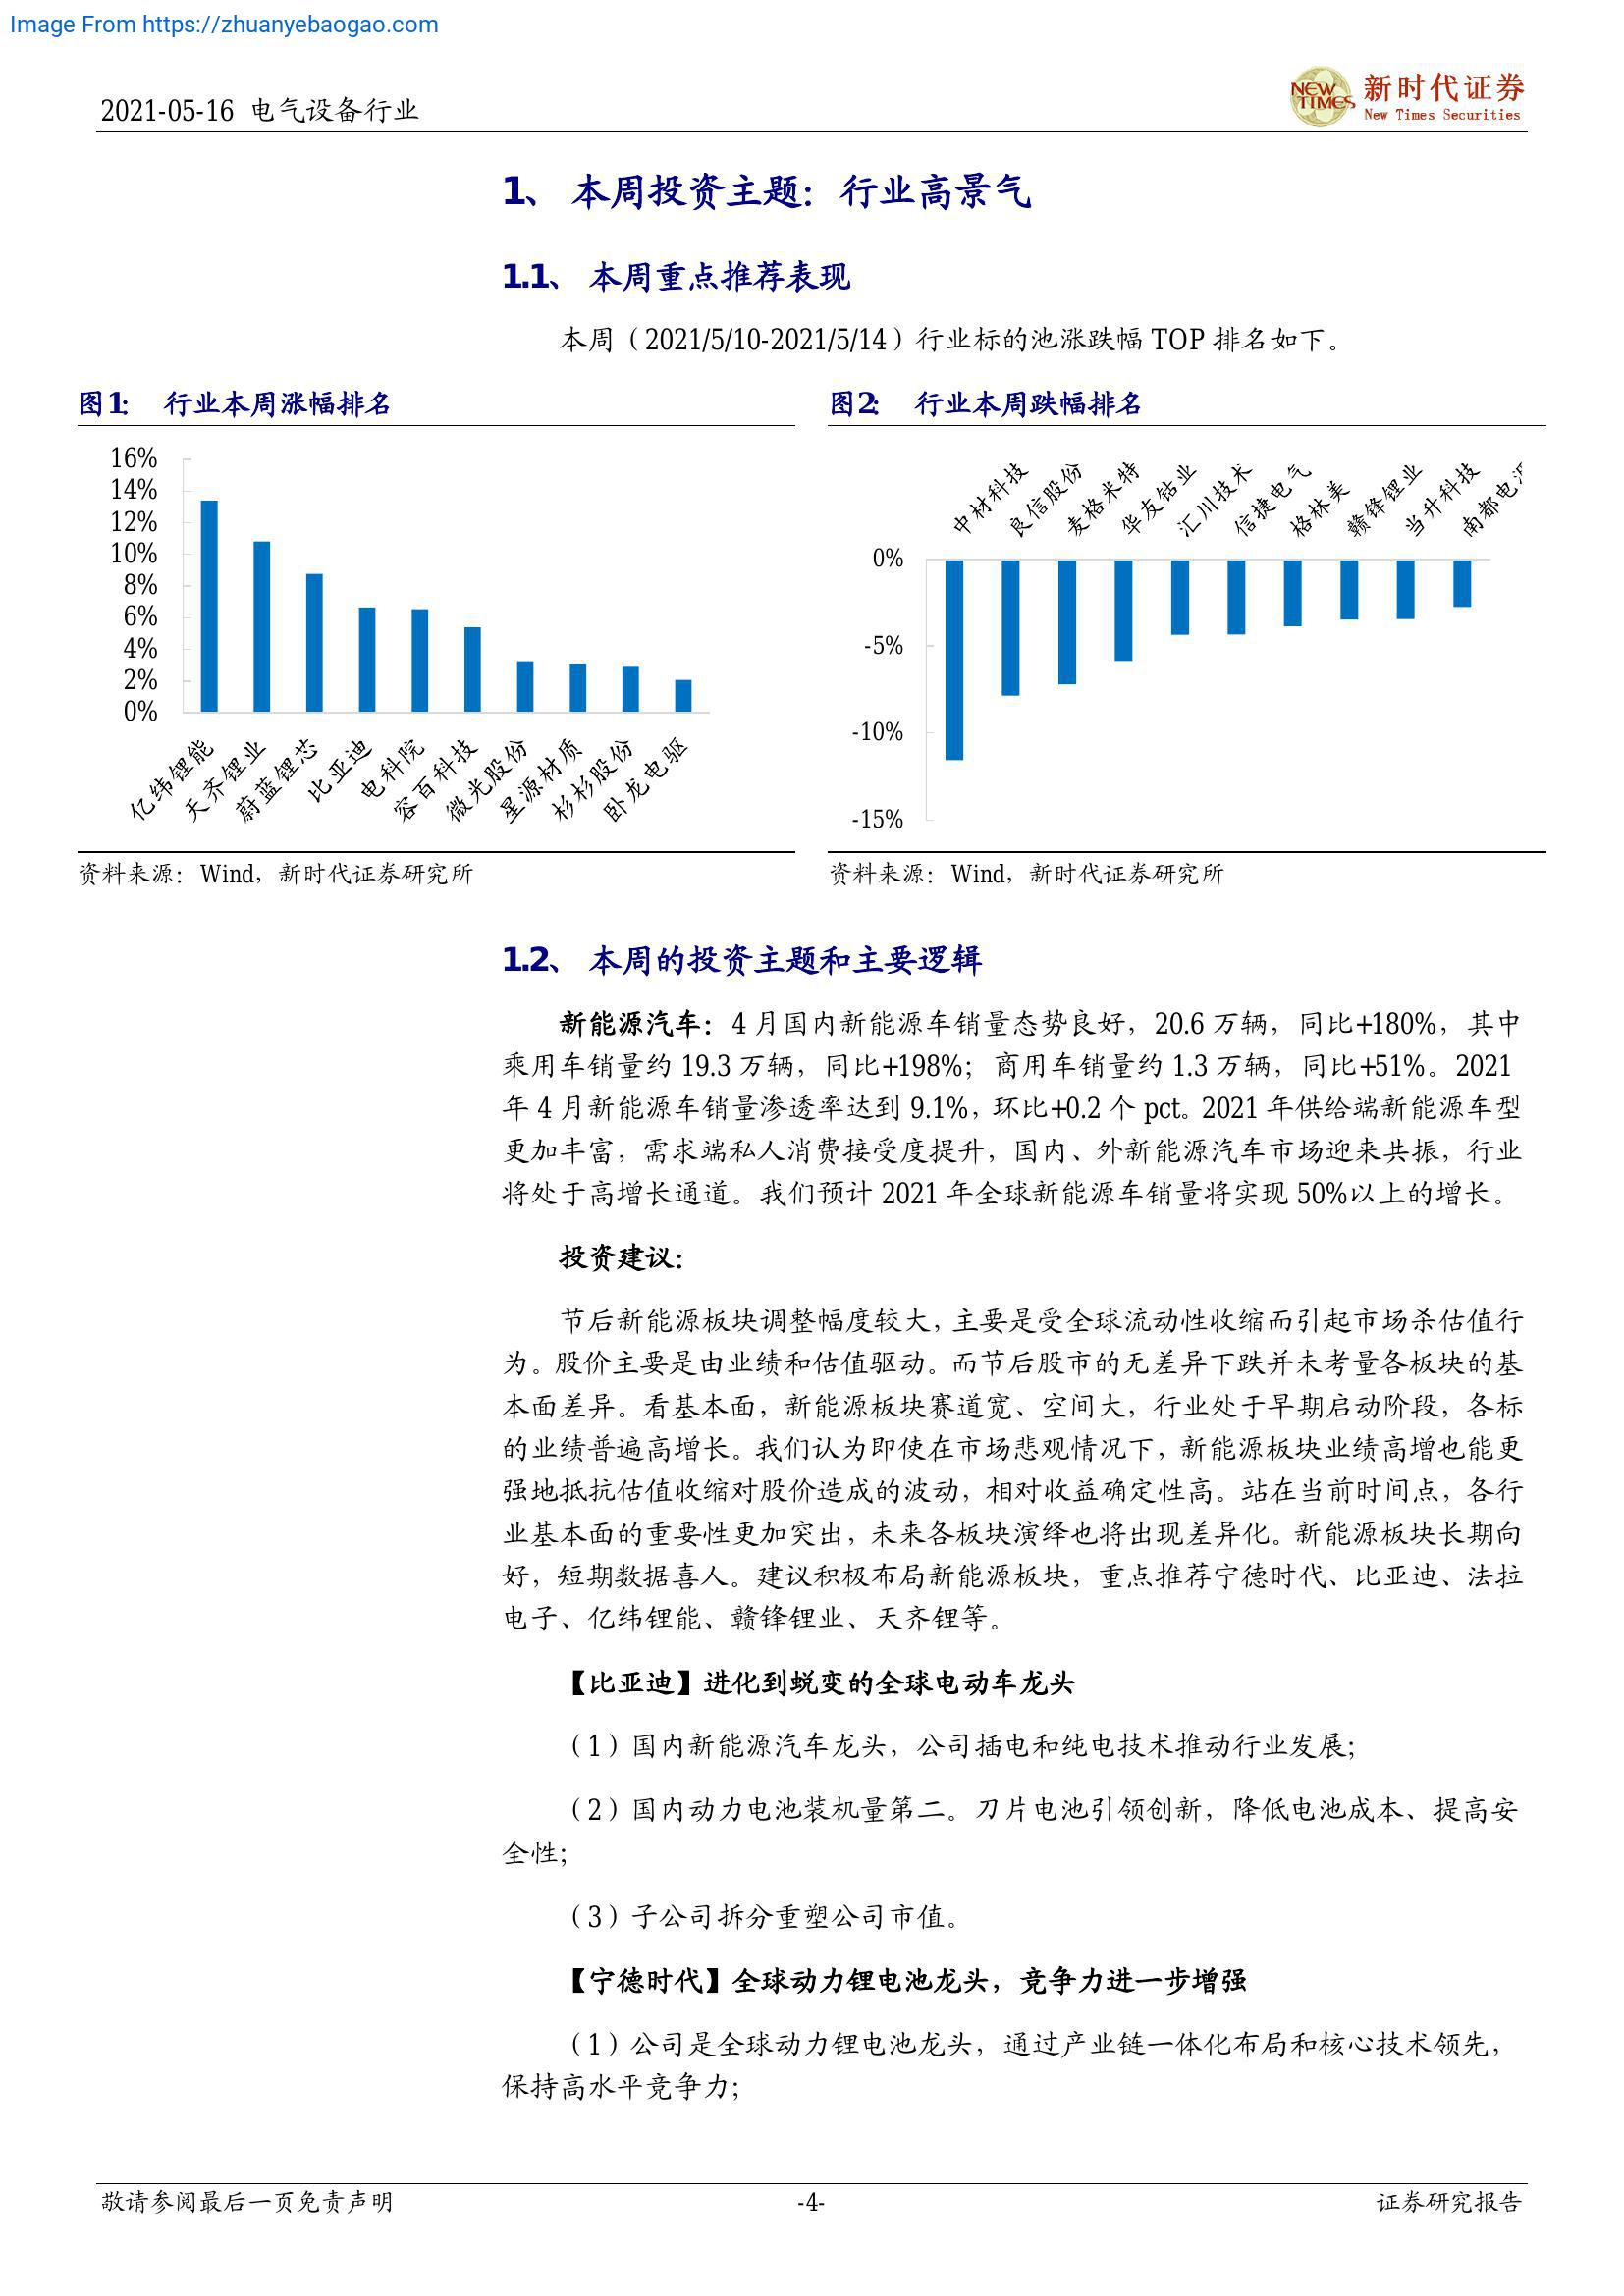 Image From https://zhuanyebaogao.com
2021-05-16 电气设备行业
NEW TIMES
新时代证券
New Times Securities
1、 本周投资主题：行业高景气
1.1、 本周重点推荐表现
本周（2021/5/10-2021/5/14）行业标的池涨跌幅 TOP 排名如下。
图1： 行业本周涨幅排名
16%
14%
12%
10%
8%
6%
4%
2%
0%
亿纬锂能
天齐锂业
蔚蓝锂芯
比亚迪
电科院
容百科技
微光股份
星源材质
杉杉股份
卧龙电驱
资料来源：Wind，新时代证券研究所
图2： 行业本周跌幅排名
中材科技
良信股份
麦格米特
华友钴业
汇川技术
信捷电气
格林美
赣锋锂业
当升科技
南都电
0%
-5%
-10%
-15%
资料来源：Wind，新时代证券研究所
1.2、 本周的投资主题和主要逻辑
新能源汽车：4 月国内新能源车销量态势良好，20.6 万辆，同比+180%，其中
乘用车销量约 19.3 万辆，同比+198%；商用车销量约 1.3 万辆，同比+51%。2021
年 4 月新能源车销量渗透率达到 9.1%，环比+0.2 个 pct。2021 年供给端新能源车型
更加丰富，需求端私人消费接受度提升，国内、外新能源汽车市场迎来共振，行业
将处于高增长通道。我们预计 2021 年全球新能源车销量将实现 50%以上的增长。
投资建议：
节后新能源板块调整幅度较大，主要是受全球流动性收缩而引起市场杀估值行
为。股价主要是由业绩和估值驱动。而节后股市的无差异下跌并未考量各板块的基
本面差异。看基本面，新能源板块赛道宽、空间大，行业处于早期启动阶段，各标
的业绩普遍高增长。我们认为即使在市场悲观情况下，新能源板块业绩高增也能更
强地抵抗估值收缩对股价造成的波动，相对收益确定性高。站在当前时间点，各行
业基本面的重要性更加突出，未来各板块演绎也将出现差异化。新能源板块长期向
好，短期数据喜人。建议积极布局新能源板块，重点推荐宁德时代、比亚迪、法拉
电子、亿纬锂能、赣锋锂业、天齐锂等。
【比亚迪】进化到蜕变的全球电动车龙头
（1）国内新能源汽车龙头，公司插电和纯电技术推动行业发展；
（2）国内动力电池装机量第二。刀片电池引领创新，降低电池成本、提高安
全性；
（3）子公司拆分重塑公司市值。
【宁德时代】全球动力锂电池龙头，竞争力进一步增强
（1）公司是全球动力锂电池龙头，通过产业链一体化布局和核心技术领先，
保持高水平竞争力；
敬请参阅最后一页免责声明
-4-
证券研究报告